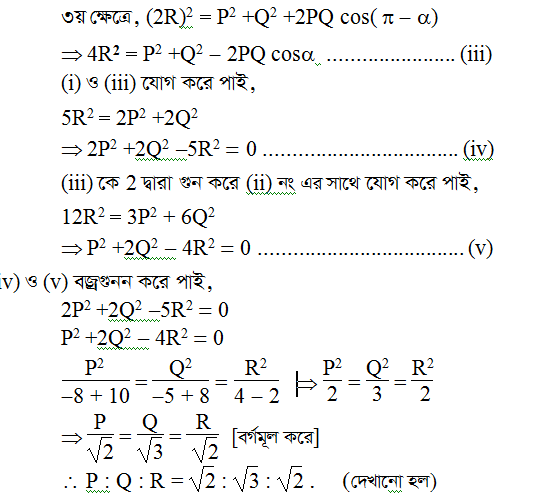 ৩য় ক্ষেত্রে, (2R)² = P² +Q² +2PQ cos( π – α)
⇒ 4R² = P² +Q² – 2PQ cosα ...................... (iii)
(i) ও (iii) যোগ করে পাই,
5R² = 2P² +2Q²
⇒ 2P² +2Q² –5R² = 0 ................................. (iv)
(iii) কে 2 দ্বারা গুন করে (ii) নং এর সাথে যোগ করে পাই,
12R² = 3P² + 6Q²
⇒ P² +2Q² – 4R² = 0 ................................... (v)
iv) ও (v) বজ্রগুনন করে পাই,
2P² +2Q² –5R² = 0
P² +2Q² – 4R² = 0
P²/(–8 + 10) = Q²/(–5 + 8) = R²/(4 – 2) ⇒ P²/2 = Q²/3 = R²/2
⇒ P/√2 = Q/√3 = R/√2 [বর্গমূল করে]
∴ P : Q : R = √2 : √3 : √2 . (দেখানো হল)